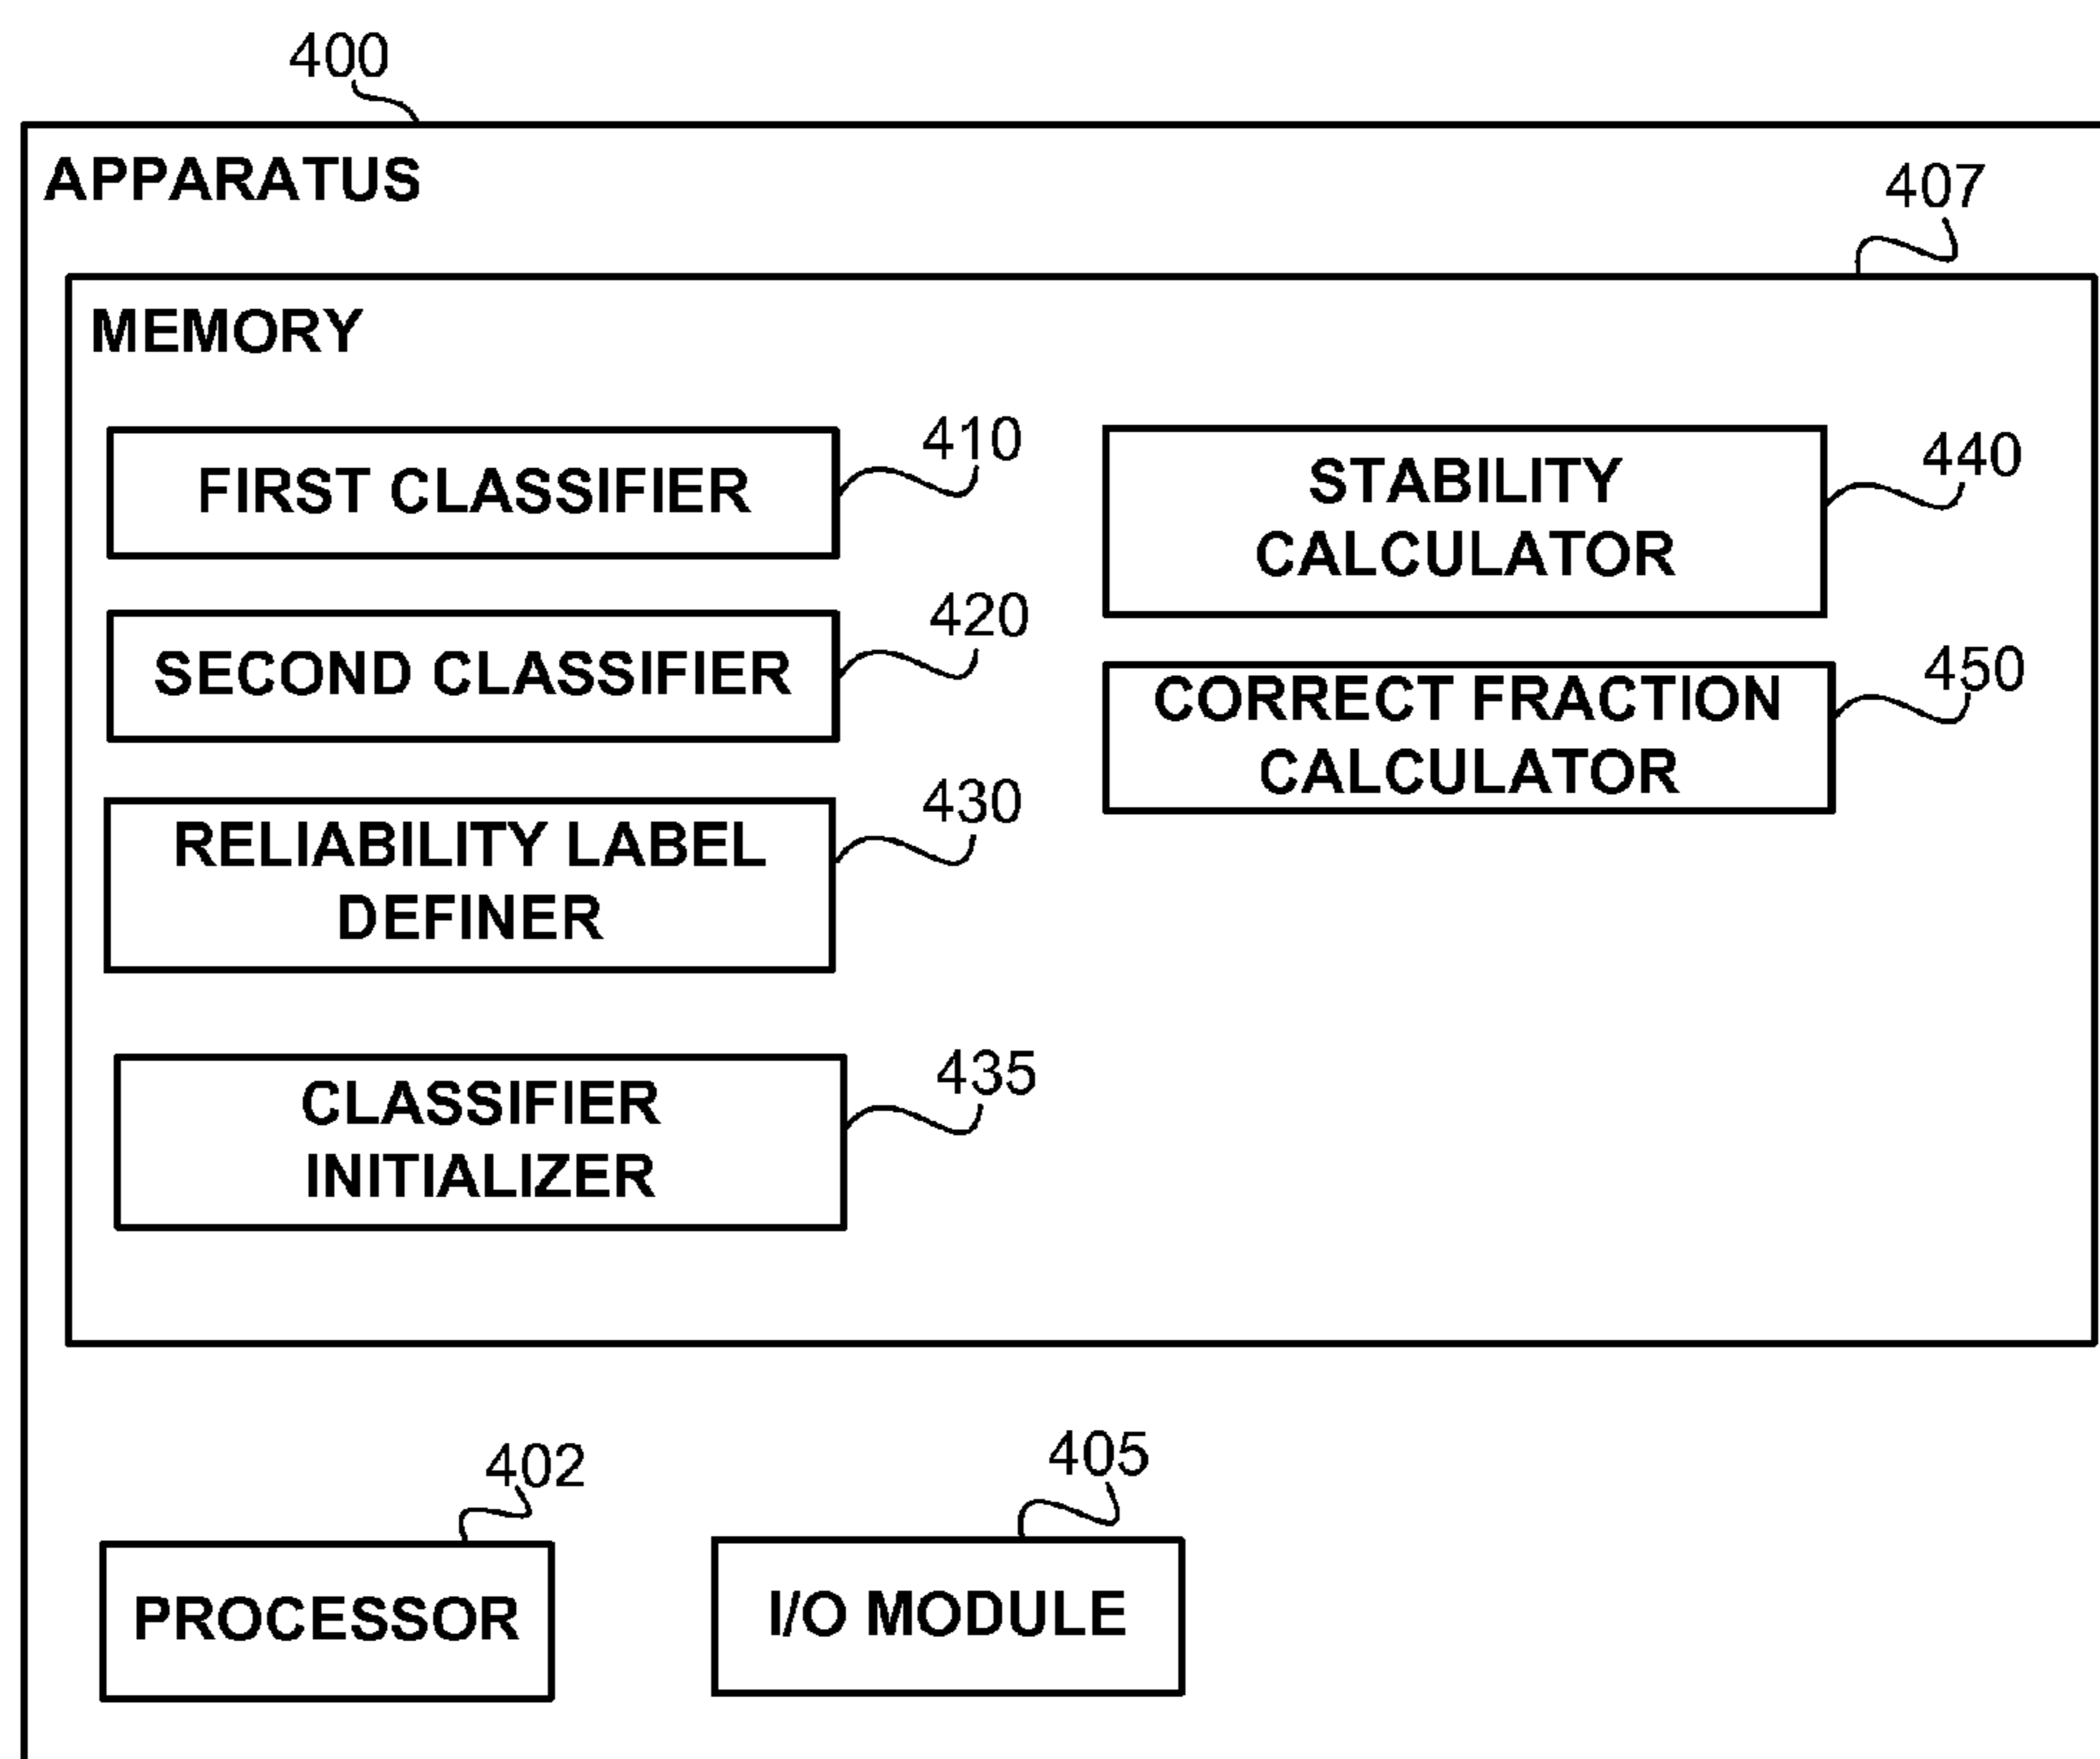 400
APPARATUS
407
MEMORY
FIRST CLASSIFIER
410
SECOND CLASSIFIER
420
RELIABILITY LABEL
DEFINER
430
CLASSIFIER
INITIALIZER
435
STABILITY
CALCULATOR
440
CORRECT FRACTION
CALCULATOR
450
402
PROCESSOR
405
I/O MODULE